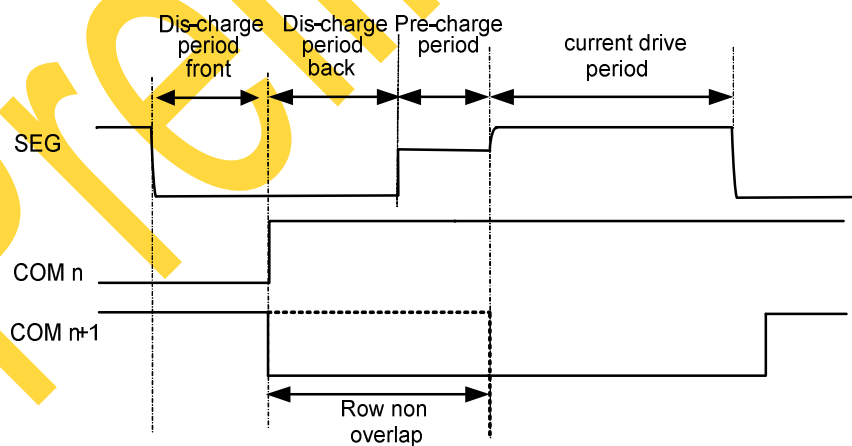 Dis-charge
period
front
Dis-charge
period
back
Pre-charge
period
current drive
period
SEG
COM n
COM n+1
Row non
overlap